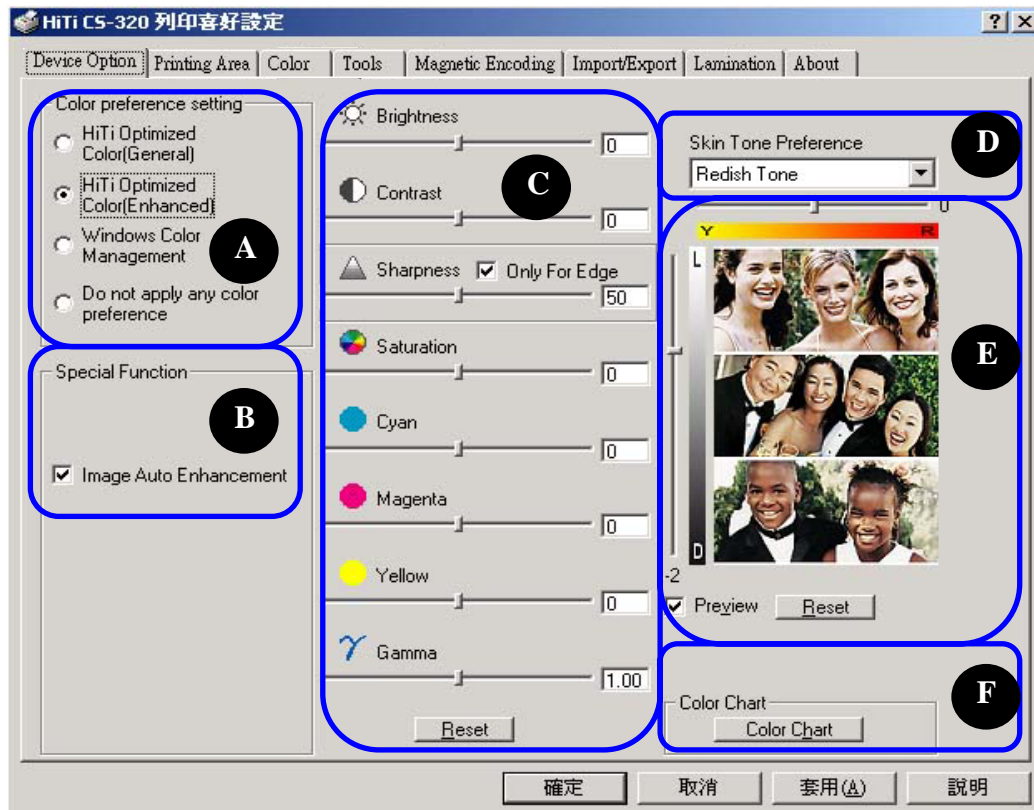 HiTi CS-320 列印喜好設定
Device Option Printing Area Color Tools Magnetic Encoding Import/Export Lamination About
Color preference setting
HiTi Optimized
Color(General)
HiTi Optimized
Color(Enhanced)
Windows Color
Management
Do not apply any color
preference
A
Special Function
B
Image Auto Enhancement
Brightness
0
C
Contrast
0
Sharpness Only For Edge
50
Saturation
0
Cyan
0
Magenta
0
Yellow
0
Gamma
1.00
Reset
Skin Tone Preference
D
Redish Tone
0
Y R
L
E
D
-2
Preview Reset
F
Color Chart
Color Chart
確定 取消 套用(A) 說明